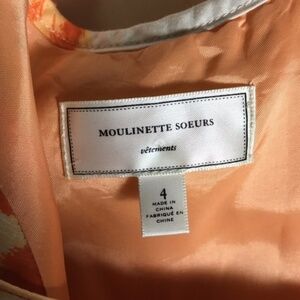 MOULINETTE SOEURS
vêtements
4
MADE IN
CHINA
FABRIQUÉ EN
CHINE